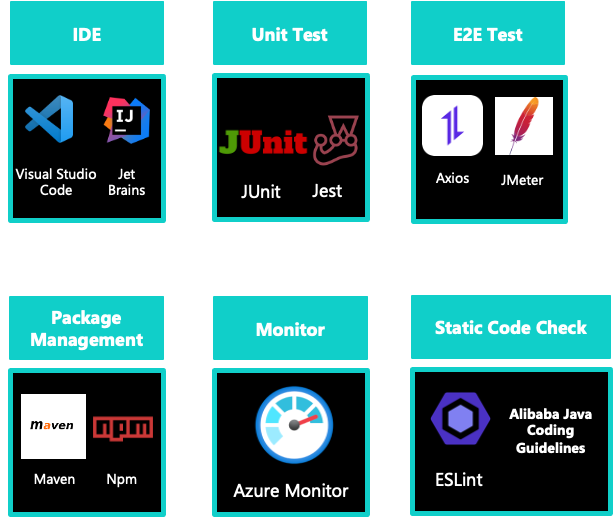 IDE
Unit Test
E2E Test
IJ
JUnit
Visual Studio
Code
Jet
Brains
JUnit
Jest
Axios
JMeter
Package
Management
Monitor
Static Code Check
maven
npm
Maven
Npm
Azure Monitor
ESLint
Alibaba Java
Coding
Guidelines